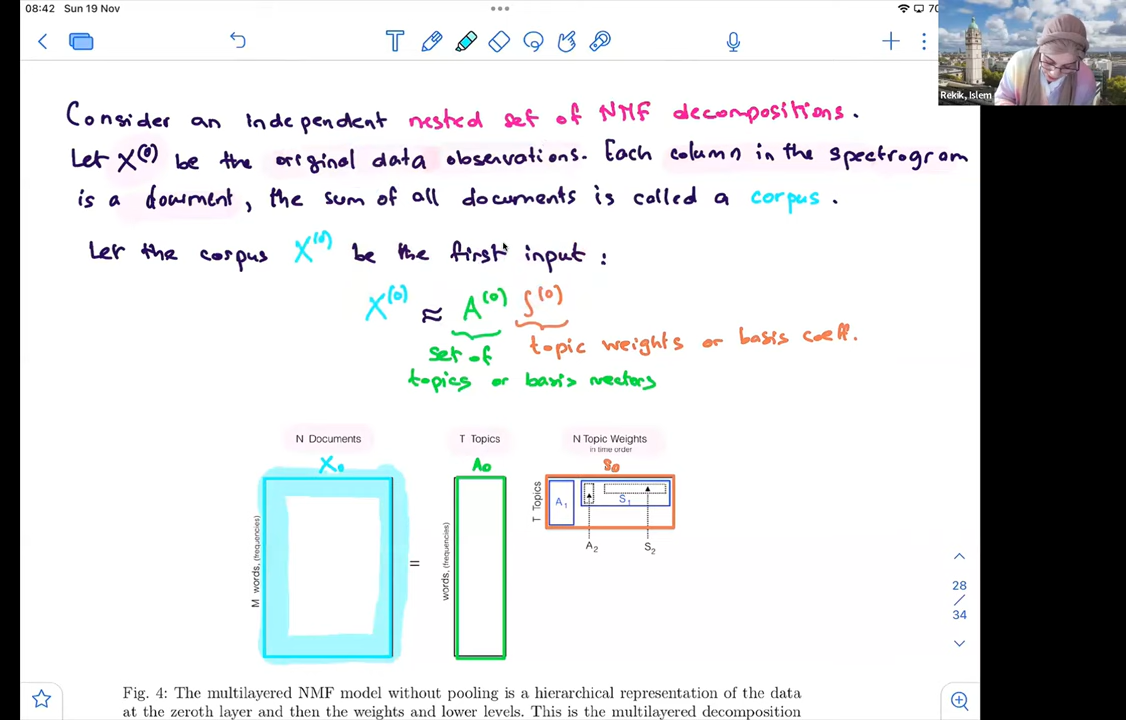 08:42 Sun 19 Nov
70
Rekik, Islem
Consider an independent nested set of NMF decompositions.
Let X(0) be the original data observations. Each column in the spectrogram
is a document, the sum of all documents is called a corpus.
Let the corpus X(0) be the first input :
X(0) ≈ A(0) S(0)
set of topic weights or basis coeff.
topics or basis vectors
N Documents T Topics N Topic Weights
in time order
X0 A0 S0
M words, (frequencies)
words, (frequencies)
T Topics
A1 S1
A2 S2
=
28
/
34
Fig. 4: The multilayered NMF model without pooling is a hierarchical representation of the data
at the zeroth layer and then the weights and lower levels. This is the multilayered decomposition